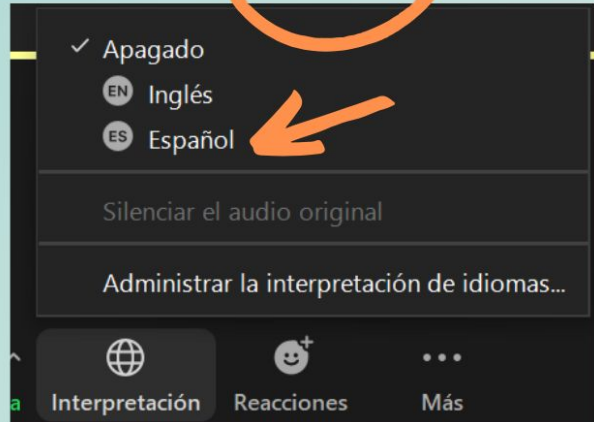 Apagado
EN Inglés
ES Español
Silenciar el audio original
Administrar la interpretación de idiomas...
a Interpretación Reacciones Más